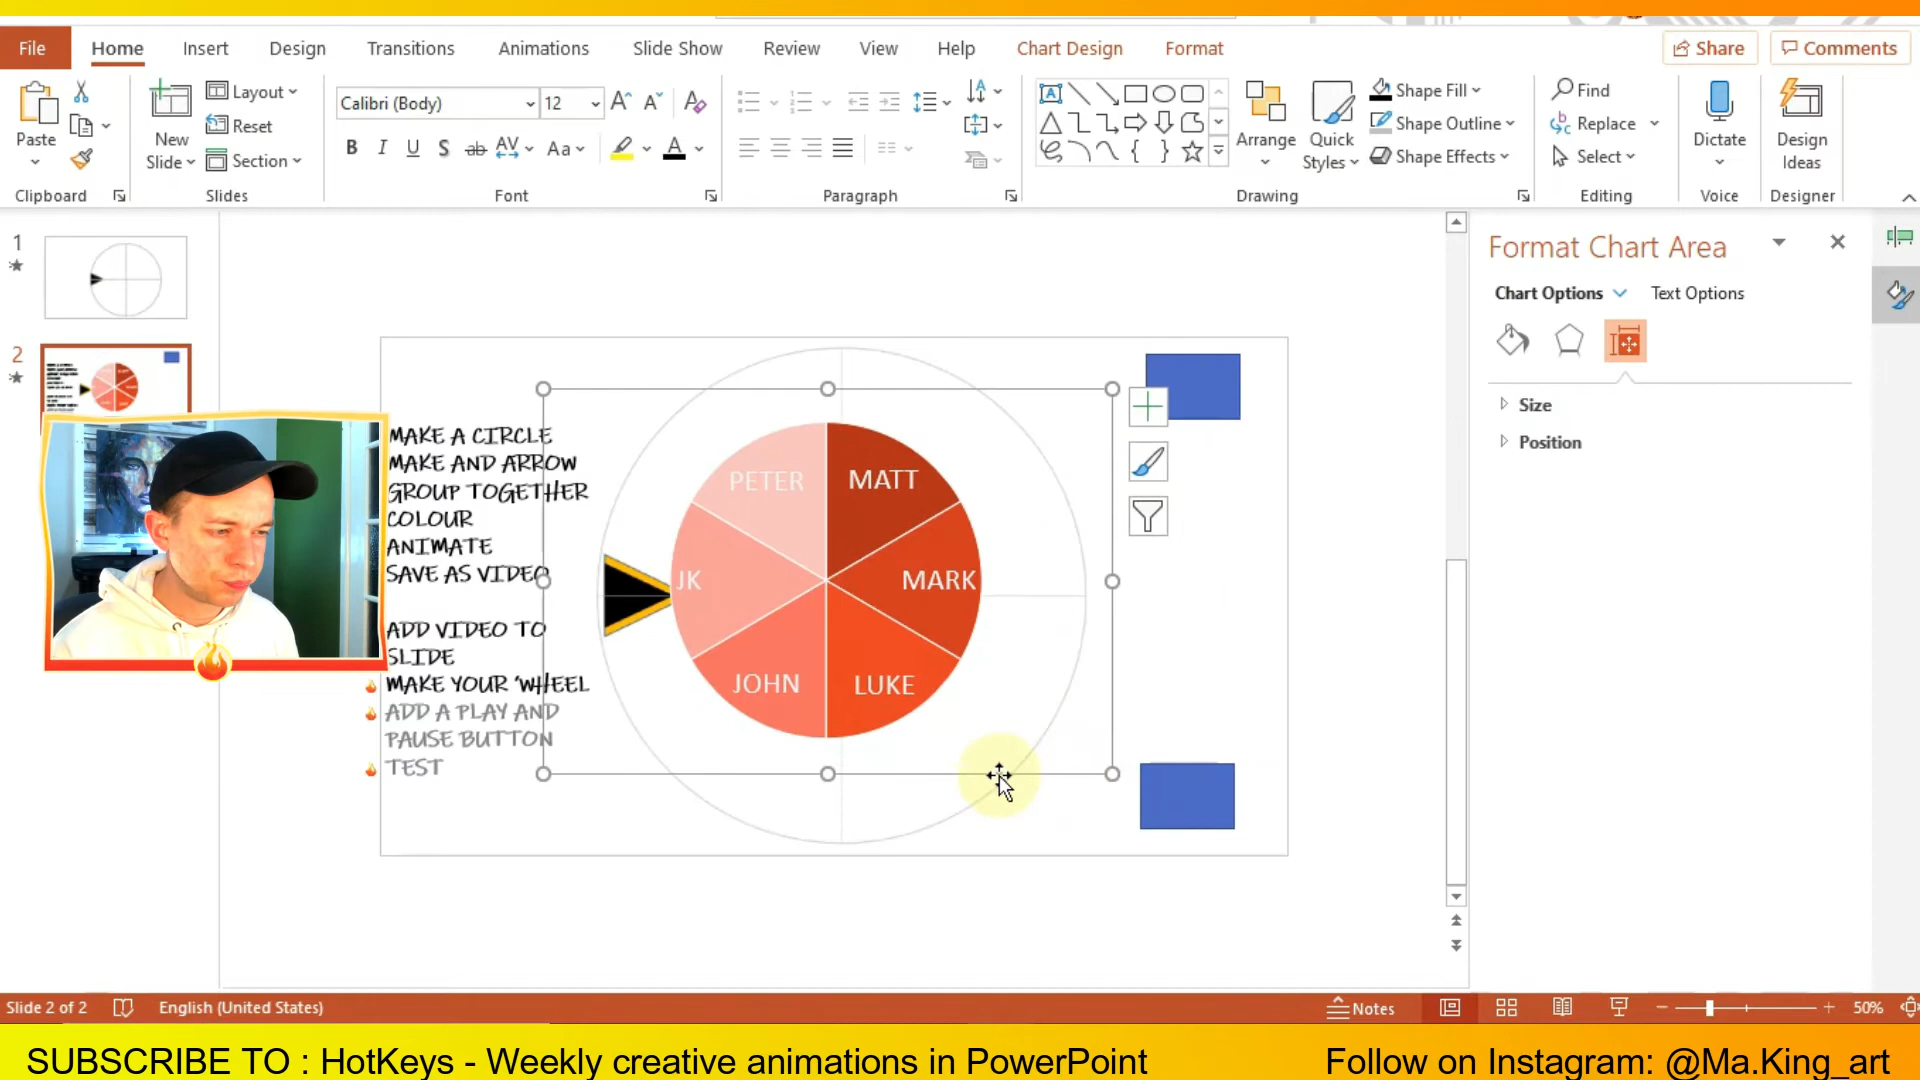 File Home Insert Design Transitions Animations Slide Show Review View Help Chart Design Format Share Comments
Paste
New
Slide
Layout
Reset
Section
Calibri (Body) 12
Arrange
Quick
Styles
Shape Fill
Shape Outline
Shape Effects
Find
Replace
Select
Dictate
Design
Ideas
Clipboard Slides Font Paragraph Drawing Editing Voice Designer
1
2
MAKE A CIRCLE
MAKE AND ARROW
GROUP TOGETHER
COLOUR
ANIMATE
SAVE AS VIDEO
ADD VIDEO TO
SLIDE
MAKE YOUR 'WHEEL
ADD A PLAY AND
PAUSE BUTTON
TEST
PETER
MATT
JK
MARK
JOHN
LUKE
Format Chart Area
Chart Options Text Options
Size
Position
Slide 2 of 2 English (United States) Notes 50%
SUBSCRIBE TO : HotKeys - Weekly creative animations in PowerPoint Follow on Instagram: @Ma.King_art